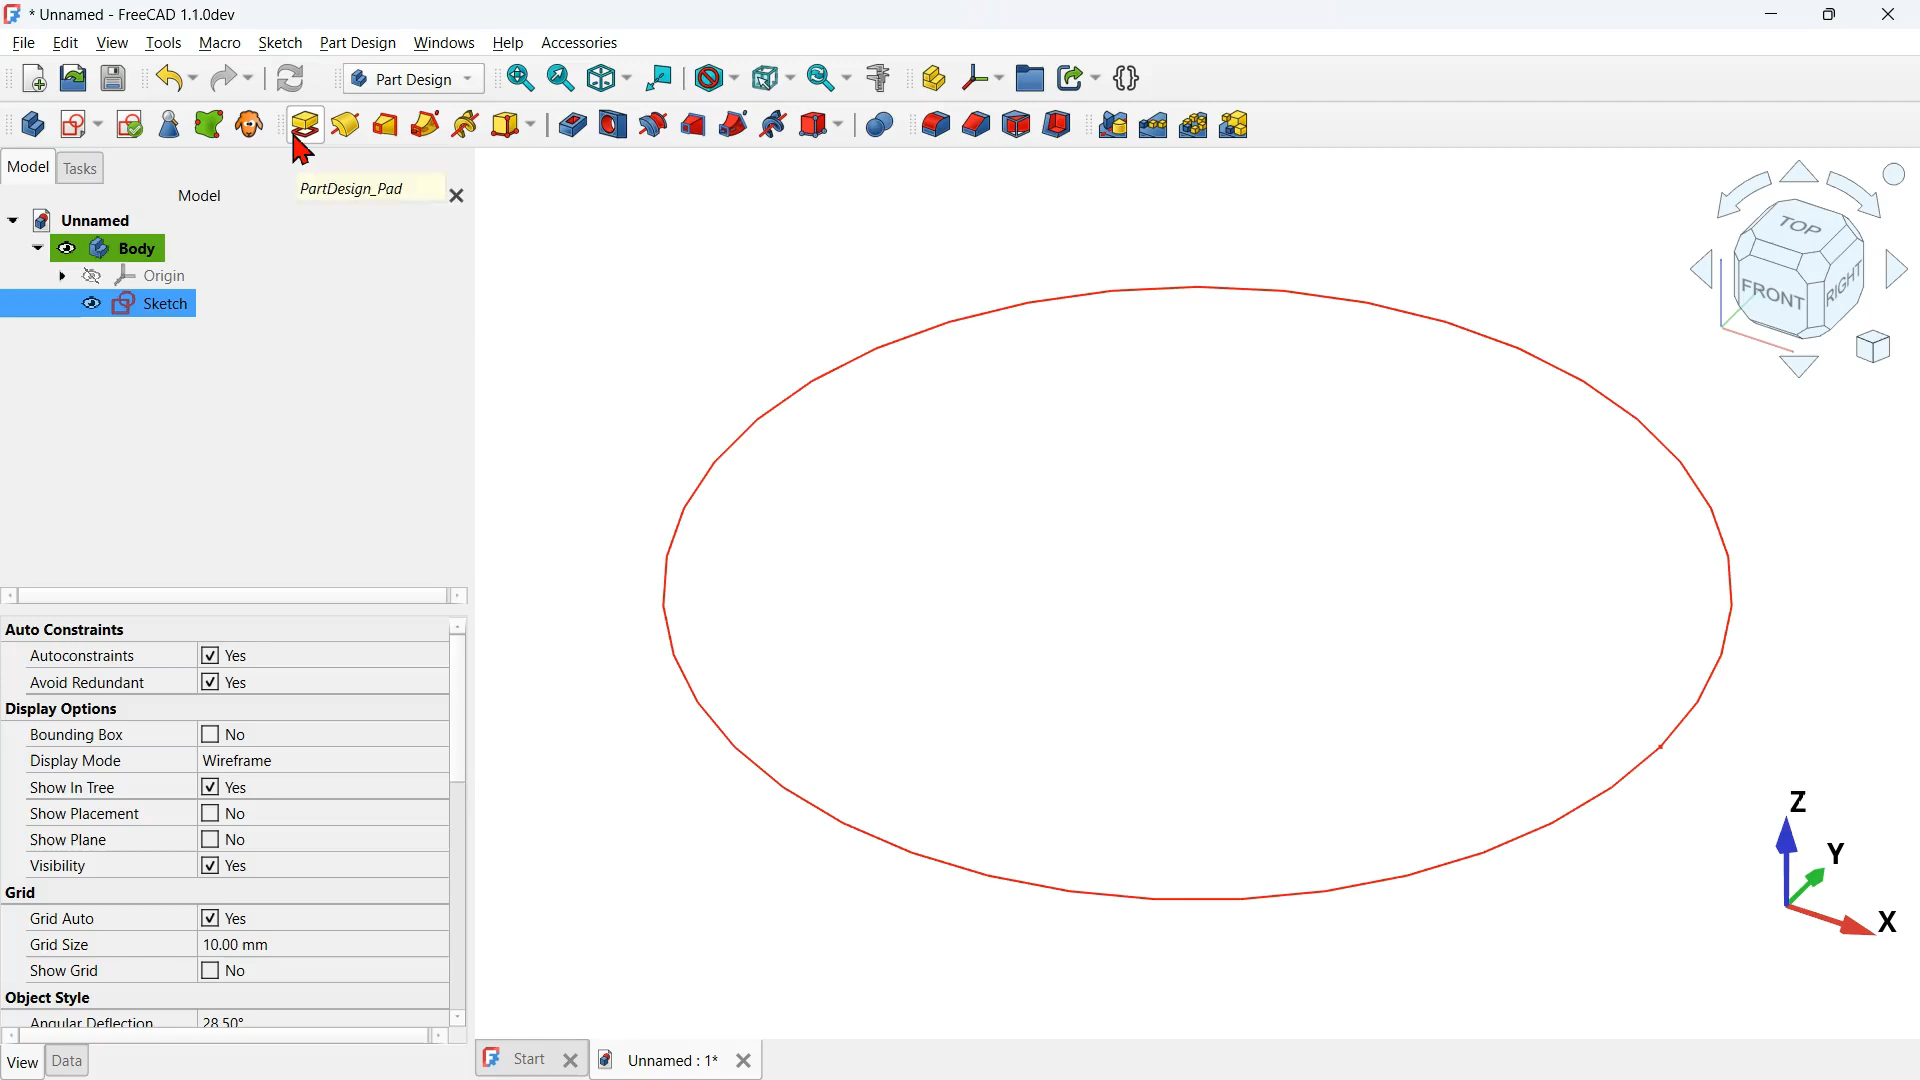 * Unnamed - FreeCAD 1.1.0dev
File Edit View Tools Macro Sketch Part Design Windows Help Accessories
Part Design
Model Tasks
Model
PartDesign_Pad
Unnamed
Body
Origin
Sketch
TOP
FRONT
RIGHT
Auto Constraints
Autoconstraints Yes
Avoid Redundant Yes
Display Options
Bounding Box No
Display Mode Wireframe
Show In Tree Yes
Show Placement No
Show Plane No
Visibility Yes
Grid
Grid Auto Yes
Grid Size 10.00 mm
Show Grid No
Object Style
Angular Deflection 28.50°
Z
Y
X
View Data
Start
Unnamed : 1*